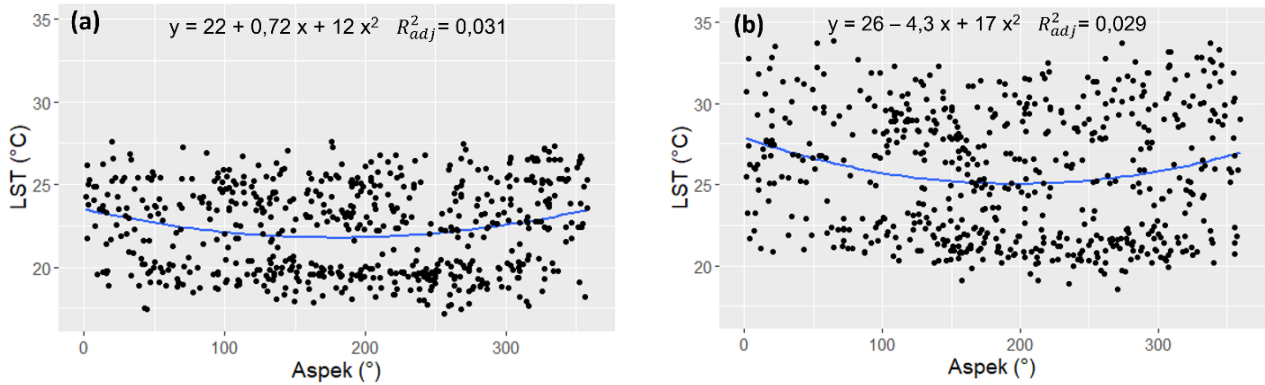 (a) y = 22 + 0,72 x + 12 x² R²adj = 0,031
35
30
25
20
LST (°C)
0 100 200 300
Aspek (°)
(b) y = 26 – 4,3 x + 17 x² R²adj = 0,029
35
30
25
20
LST (°C)
0 100 200 300
Aspek (°)